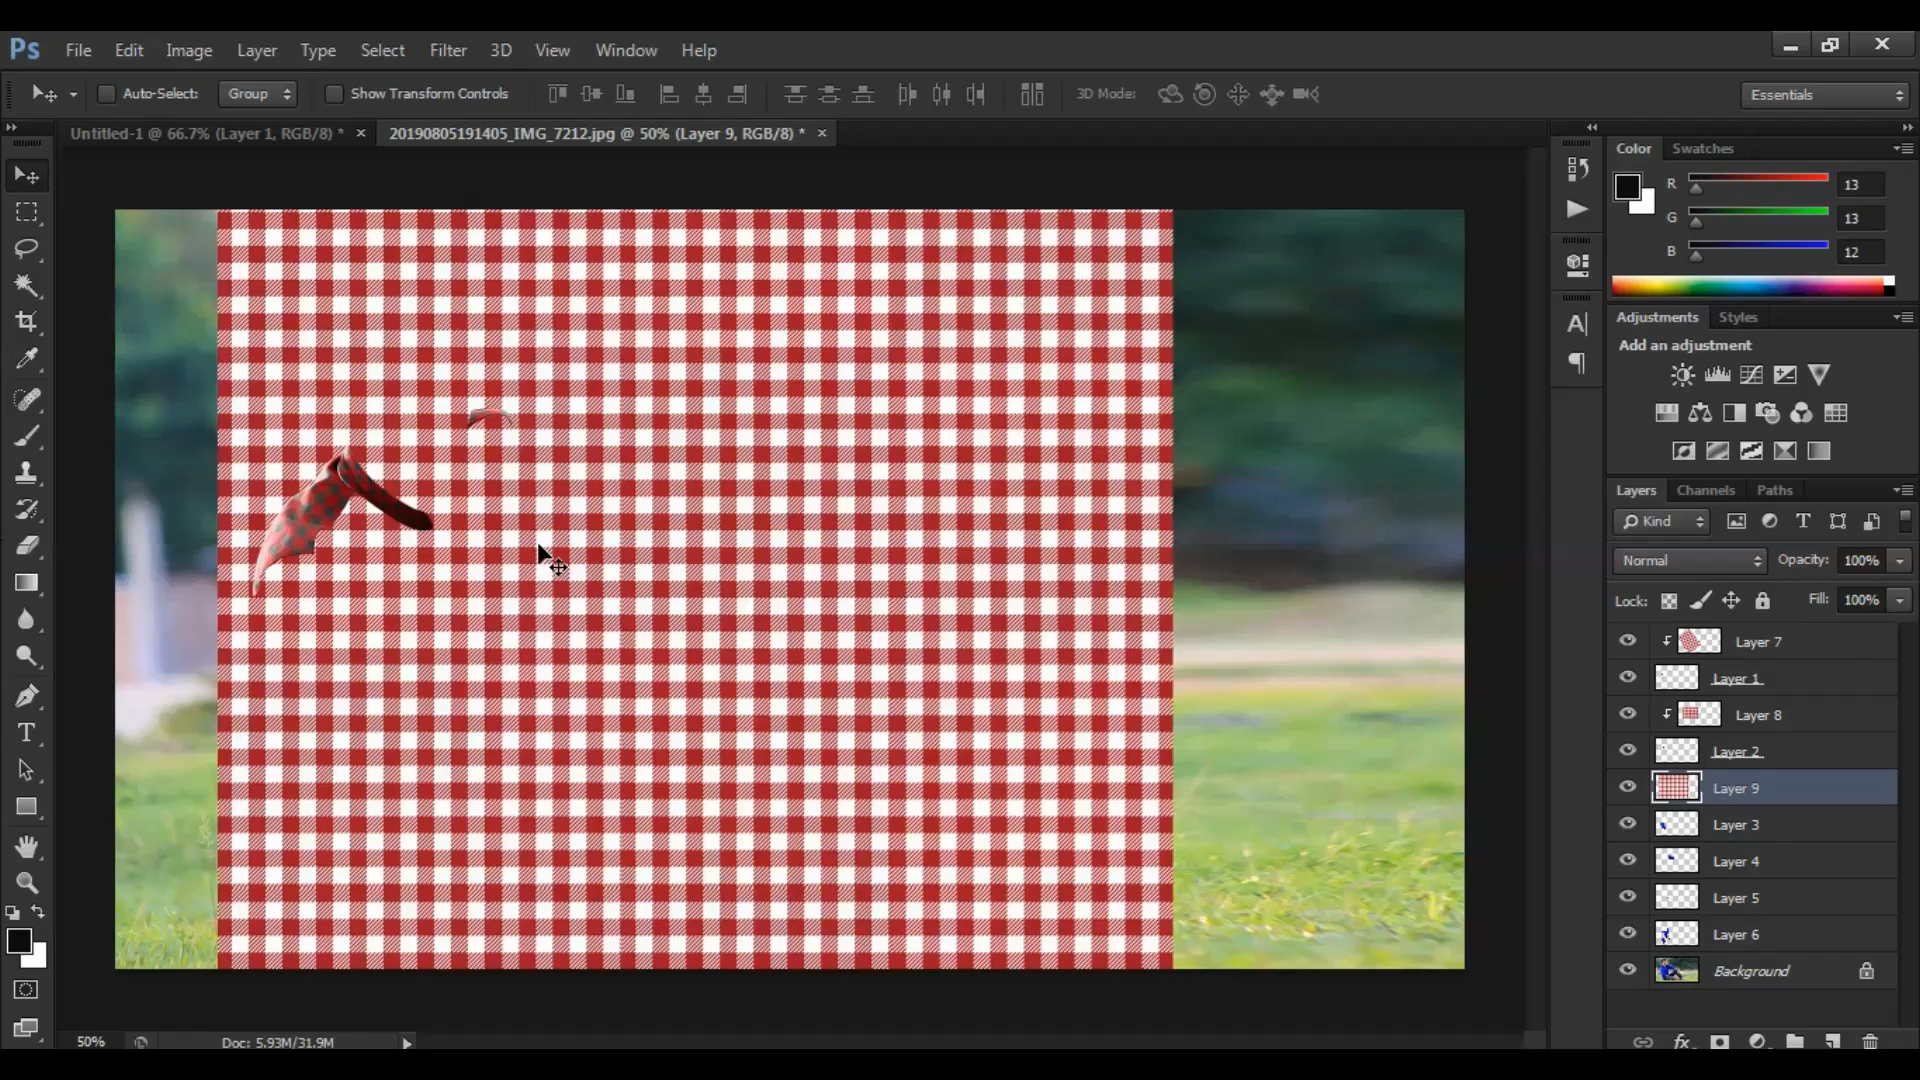 Ps File Edit Image Layer Type Select Filter 3D View Window Help
Auto-Select: Group Show Transform Controls 3D Mode: Essentials
Untitled-1 @ 66.7% (Layer 1, RGB/8) * 20190805191405_IMG_7212.jpg @ 50% (Layer 9, RGB/8) *
Color Swatches
R 13
G 13
B 12
Adjustments Styles
Add an adjustment
Layers Channels Paths
Kind
Normal Opacity: 100%
Lock: Fill: 100%
Layer 7
Layer 1
Layer 8
Layer 2
Layer 9
Layer 3
Layer 4
Layer 5
Layer 6
Background
50% Doc: 5.93M/31.9M
fx